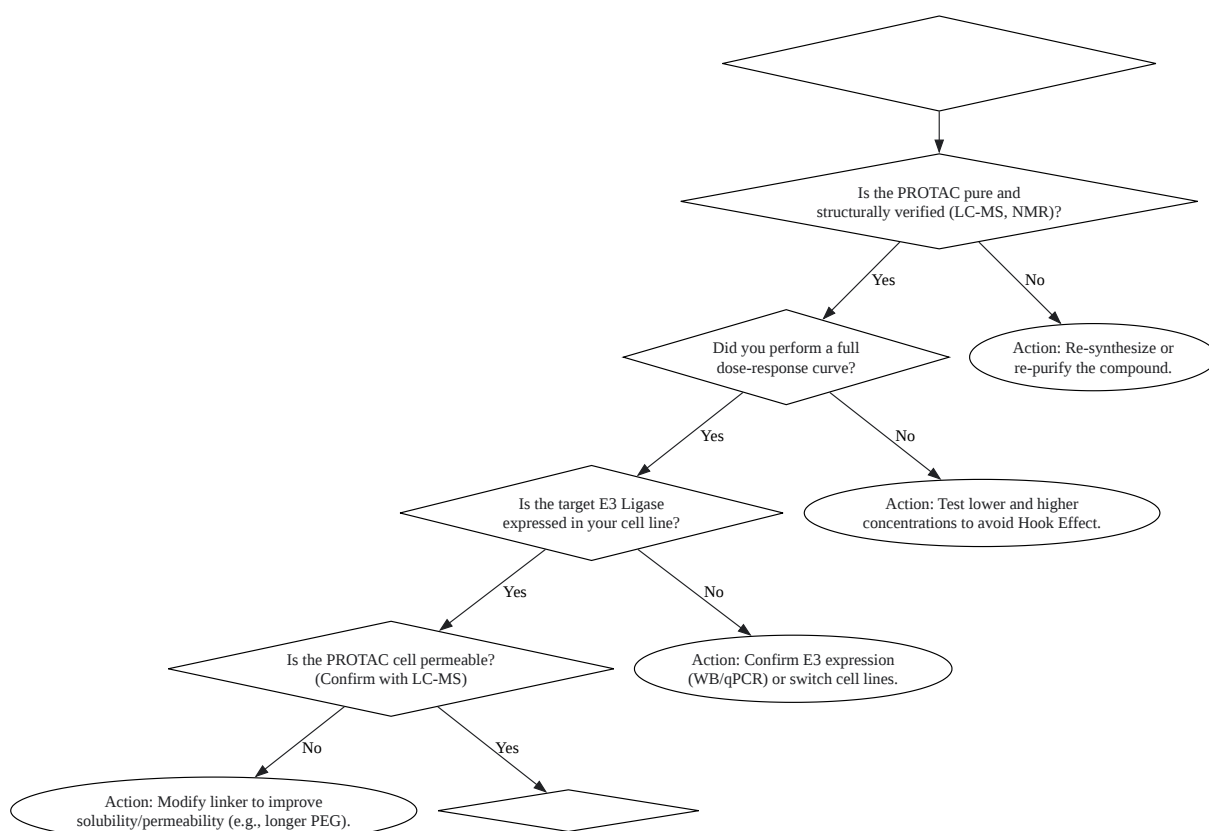 Is the PROTAC pure and
structurally verified (LC-MS, NMR)?
Yes
No
Did you perform a full
dose-response curve?
Action: Re-synthesize or
re-purify the compound.
Yes
No
Is the target E3 Ligase
expressed in your cell line?
Action: Test lower and higher
concentrations to avoid Hook Effect.
Yes
No
Is the PROTAC cell permeable?
(Confirm with LC-MS)
Action: Confirm E3 expression
(WB/qPCR) or switch cell lines.
No
Yes
Action: Modify linker to improve
solubility/permeability (e.g., longer PEG).